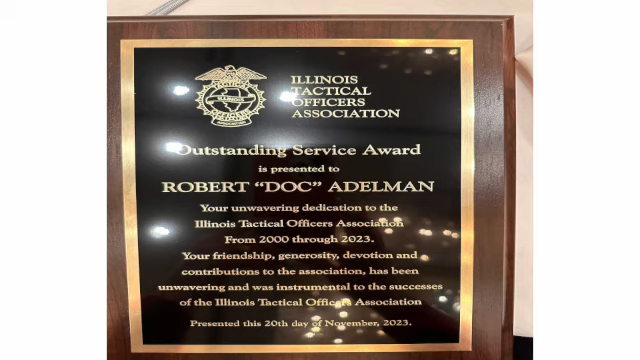 ILLINOIS
TACTICAL
OFFICERS
ASSOCIATION
ILLINOIS
Outstanding Service Award
is presented to
ROBERT “DOC” ADELMAN
Your unwavering dedication to the
Illinois Tactical Officers Association
From 2000 through 2023.
Your friendship, generosity, devotion and
contributions to the association, has been
unwavering and was instrumental to the successes
of the Illinois Tactical Officers Association
Presented this 20th day of November, 2023.